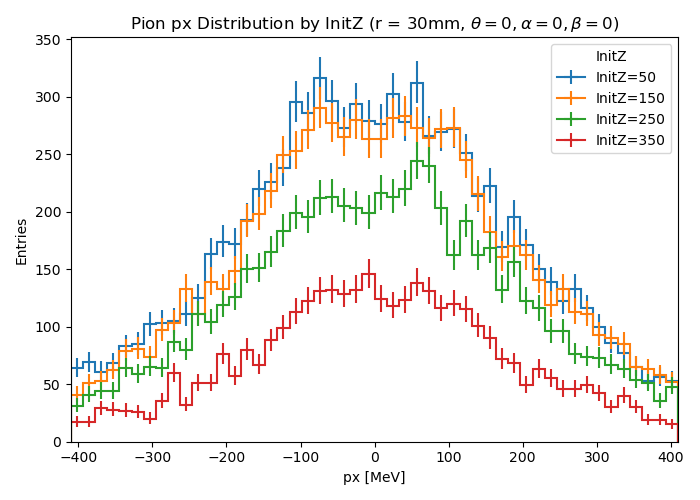 Pion px Distribution by InitZ (r = 30mm, θ = 0, α = 0, β = 0)
350
300
250
200
150
100
50
0
Entries
InitZ
InitZ=50
InitZ=150
InitZ=250
InitZ=350
−400 −300 −200 −100 0 100 200 300 400
px [MeV]